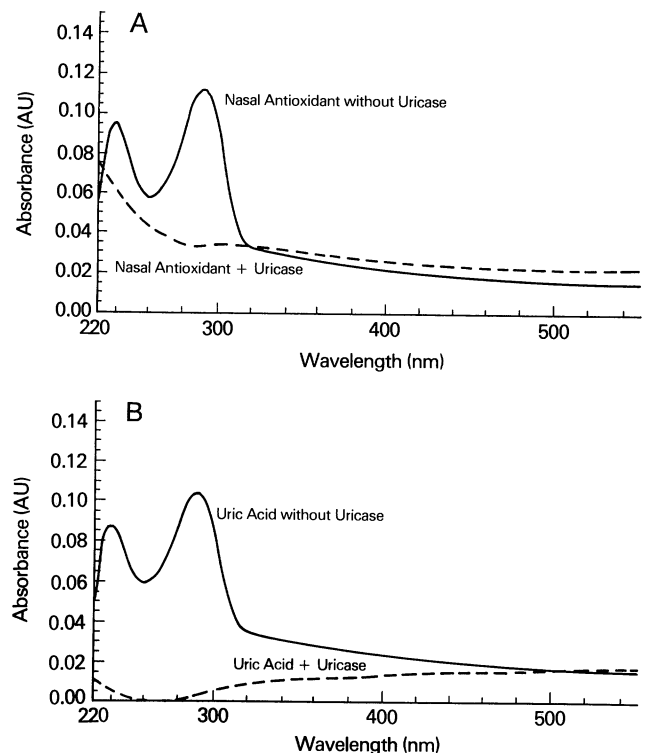 A
0.14
0.12
0.10
0.08
0.06
0.04
0.02
0.00
Absorbance (AU)
Nasal Antioxidant without Uricase
Nasal Antioxidant + Uricase
220 300 400 500
Wavelength (nm)
B
0.14
0.12
0.10
0.08
0.06
0.04
0.02
0.00
Absorbance (AU)
Uric Acid without Uricase
Uric Acid + Uricase
220 300 400 500
Wavelength (nm)